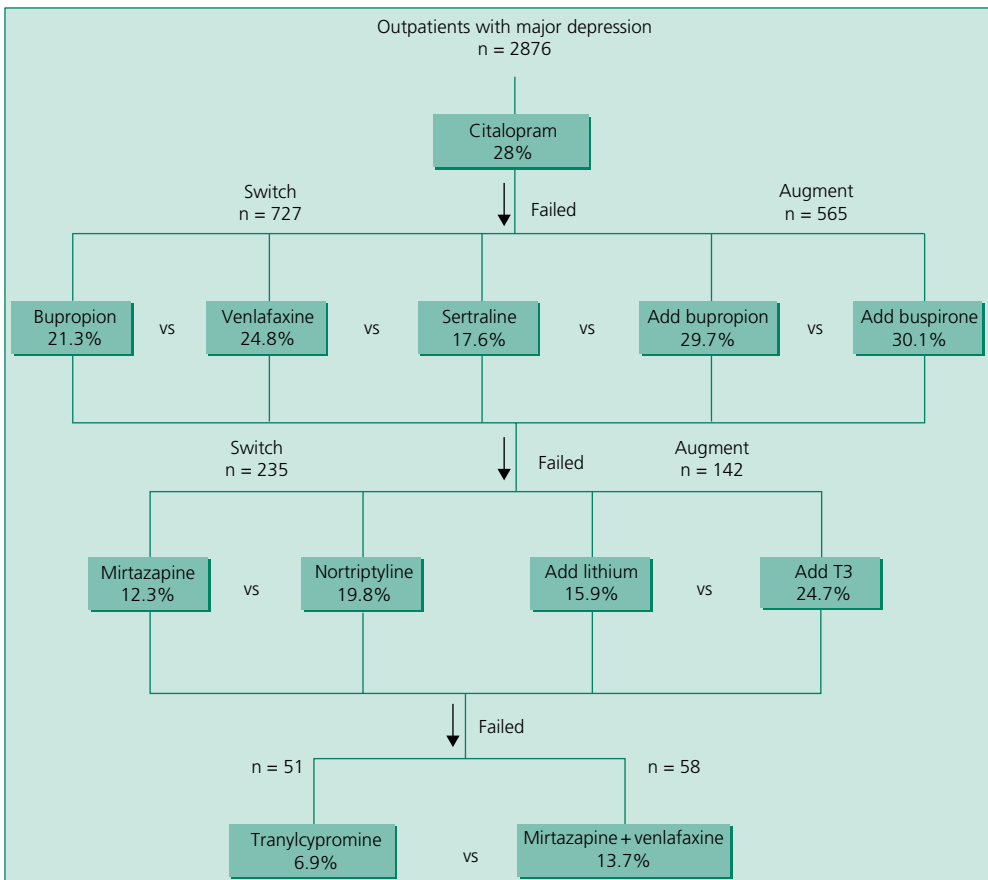 Outpatients with major depression
n = 2876
Citalopram
28%
Switch
n = 727
Failed
Augment
n = 565
Bupropion
21.3%
vs
Venlafaxine
24.8%
vs
Sertraline
17.6%
vs
Add bupropion
29.7%
vs
Add buspirone
30.1%
Switch
n = 235
Failed
Augment
n = 142
Mirtazapine
12.3%
vs
Nortriptyline
19.8%
Add lithium
15.9%
vs
Add T3
24.7%
Failed
n = 51
n = 58
Tranylcypromine
6.9%
vs
Mirtazapine + venlafaxine
13.7%